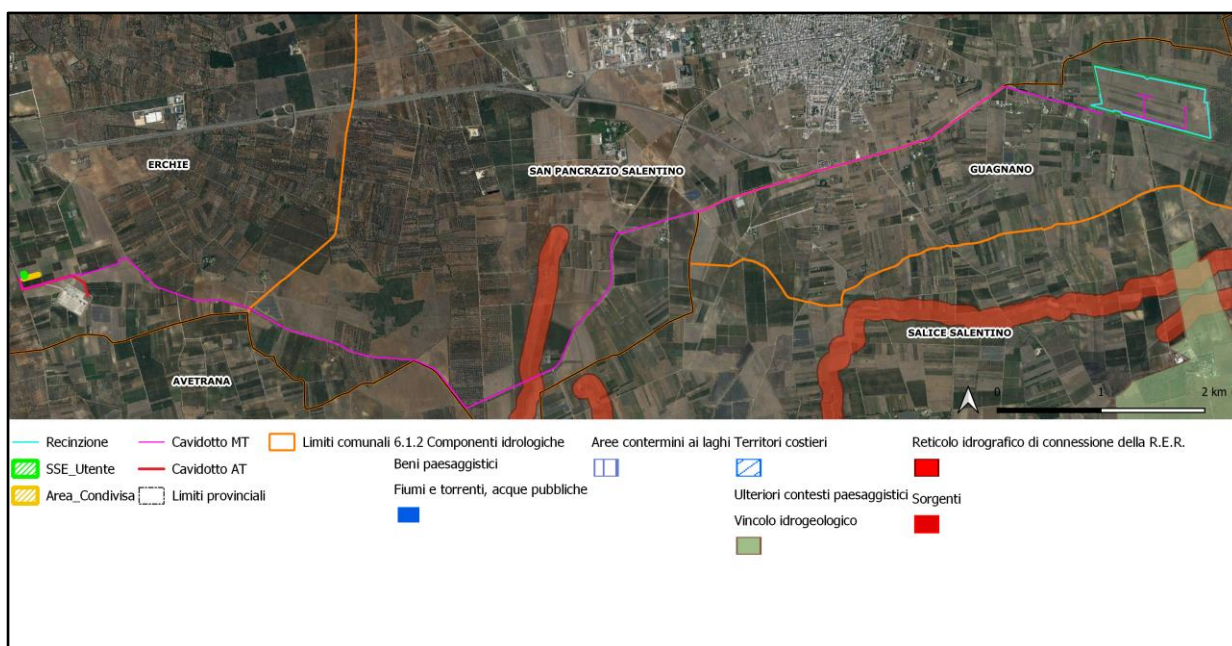 ERCHIE
SAN PANCRAZIO SALENTINO
GUAGNANO
SALICE SALENTINO
AVETRANA
0 1 2 km
Recinzione
SSE_Utente
Area_Condivisa
Cavidotto MT
Cavidotto AT
Limiti provinciali
Limiti comunali
6.1.2 Componenti idrologiche
Beni paesaggistici
Fiumi e torrenti, acque pubbliche
Aree contermini ai laghi
Territori costieri
Ulteriori contesti paesaggistici
Vincolo idrogeologico
Reticolo idrografico di connessione della R.E.R.
Sorgenti